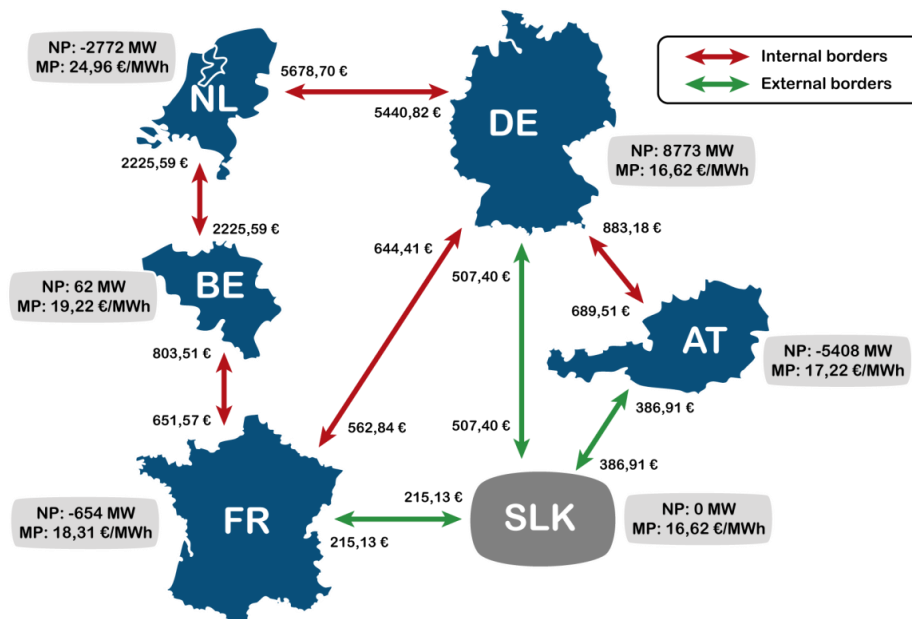 NP: -2772 MW
MP: 24,96 €/MWh
NL
5678,70 €
5440,82 €
DE
Internal borders
External borders
NP: 8773 MW
MP: 16,62 €/MWh
2225,59 €
2225,59 €
644,41 €
507,40 €
883,18 €
NP: 62 MW
MP: 19,22 €/MWh
BE
803,51 €
689,51 €
AT
NP: -5408 MW
MP: 17,22 €/MWh
651,57 €
562,84 €
507,40 €
386,91 €
386,91 €
NP: -654 MW
MP: 18,31 €/MWh
FR
215,13 €
215,13 €
SLK
NP: 0 MW
MP: 16,62 €/MWh